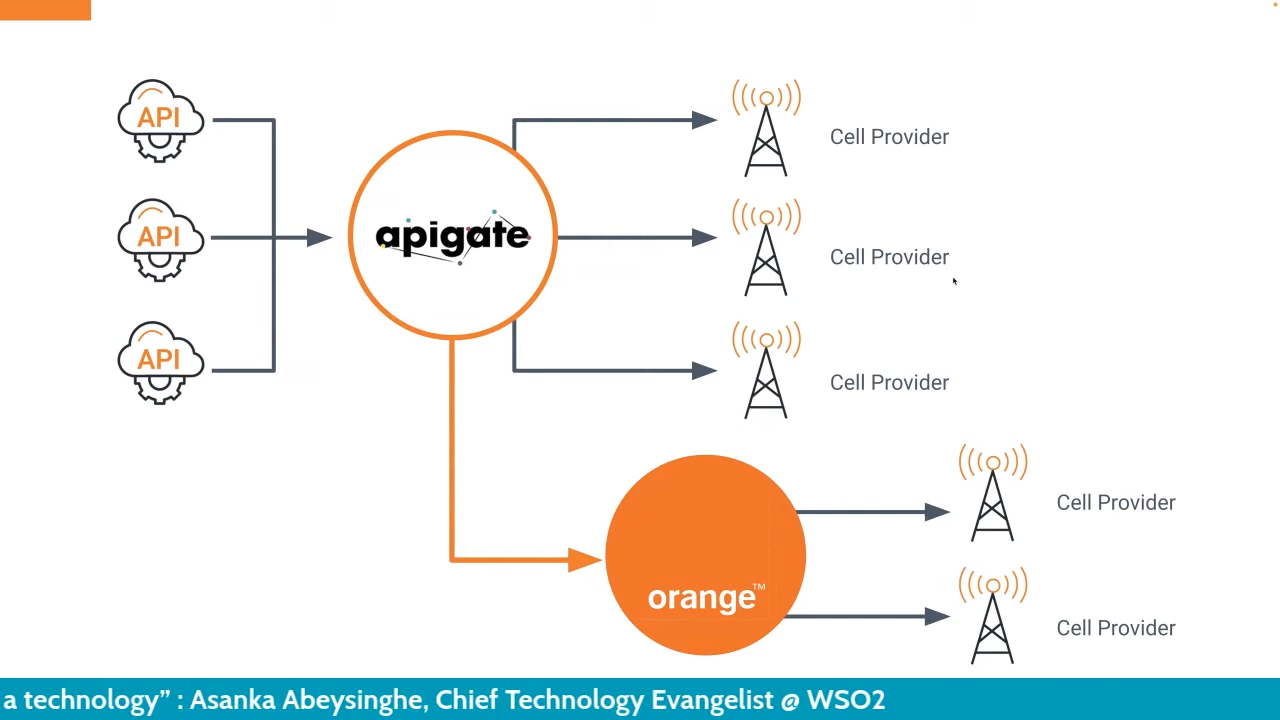 API
API
API
apigate
Cell Provider
Cell Provider
Cell Provider
orange™
Cell Provider
Cell Provider
a technology” : Asanka Abeysinghe, Chief Technology Evangelist @ WSO2